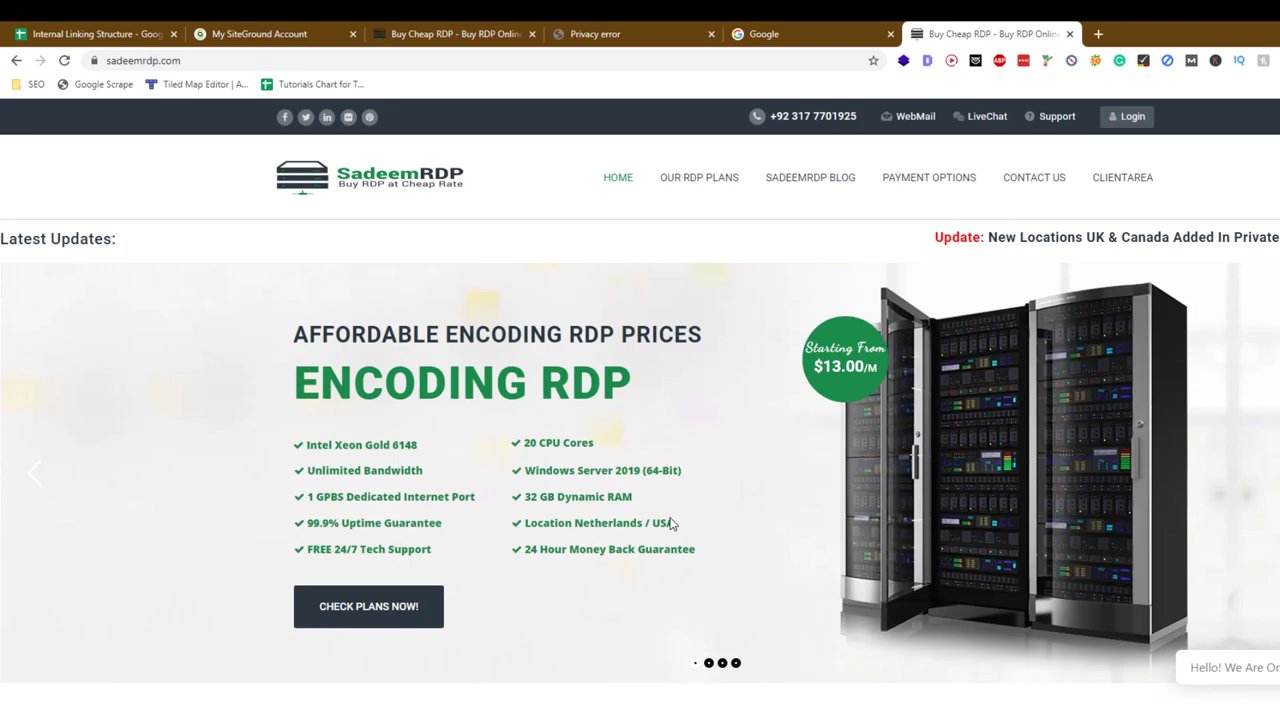 Internal Linking Structure - Goog
My SiteGround Account
Buy Cheap RDP - Buy RDP Online
Privacy error
Google
Buy Cheap RDP - Buy RDP Online
sadeemrdp.com
SEO
Google Scrape
Tiled Map Editor | A...
Tutorials Chart for T...
+92 317 7701925
WebMail
LiveChat
Support
Login
SadeemRDP
Buy RDP at Cheap Rate
HOME
OUR RDP PLANS
SADEEMRDP BLOG
PAYMENT OPTIONS
CONTACT US
CLIENTAREA
Latest Updates:
Update: New Locations UK & Canada Added In Private
AFFORDABLE ENCODING RDP PRICES
ENCODING RDP
Starting From
$13.00/M
Intel Xeon Gold 6148
20 CPU Cores
Unlimited Bandwidth
Windows Server 2019 (64-Bit)
1 GPBS Dedicated Internet Port
32 GB Dynamic RAM
99.9% Uptime Guarantee
Location Netherlands / USA
FREE 24/7 Tech Support
24 Hour Money Back Guarantee
CHECK PLANS NOW!
Hello! We Are On